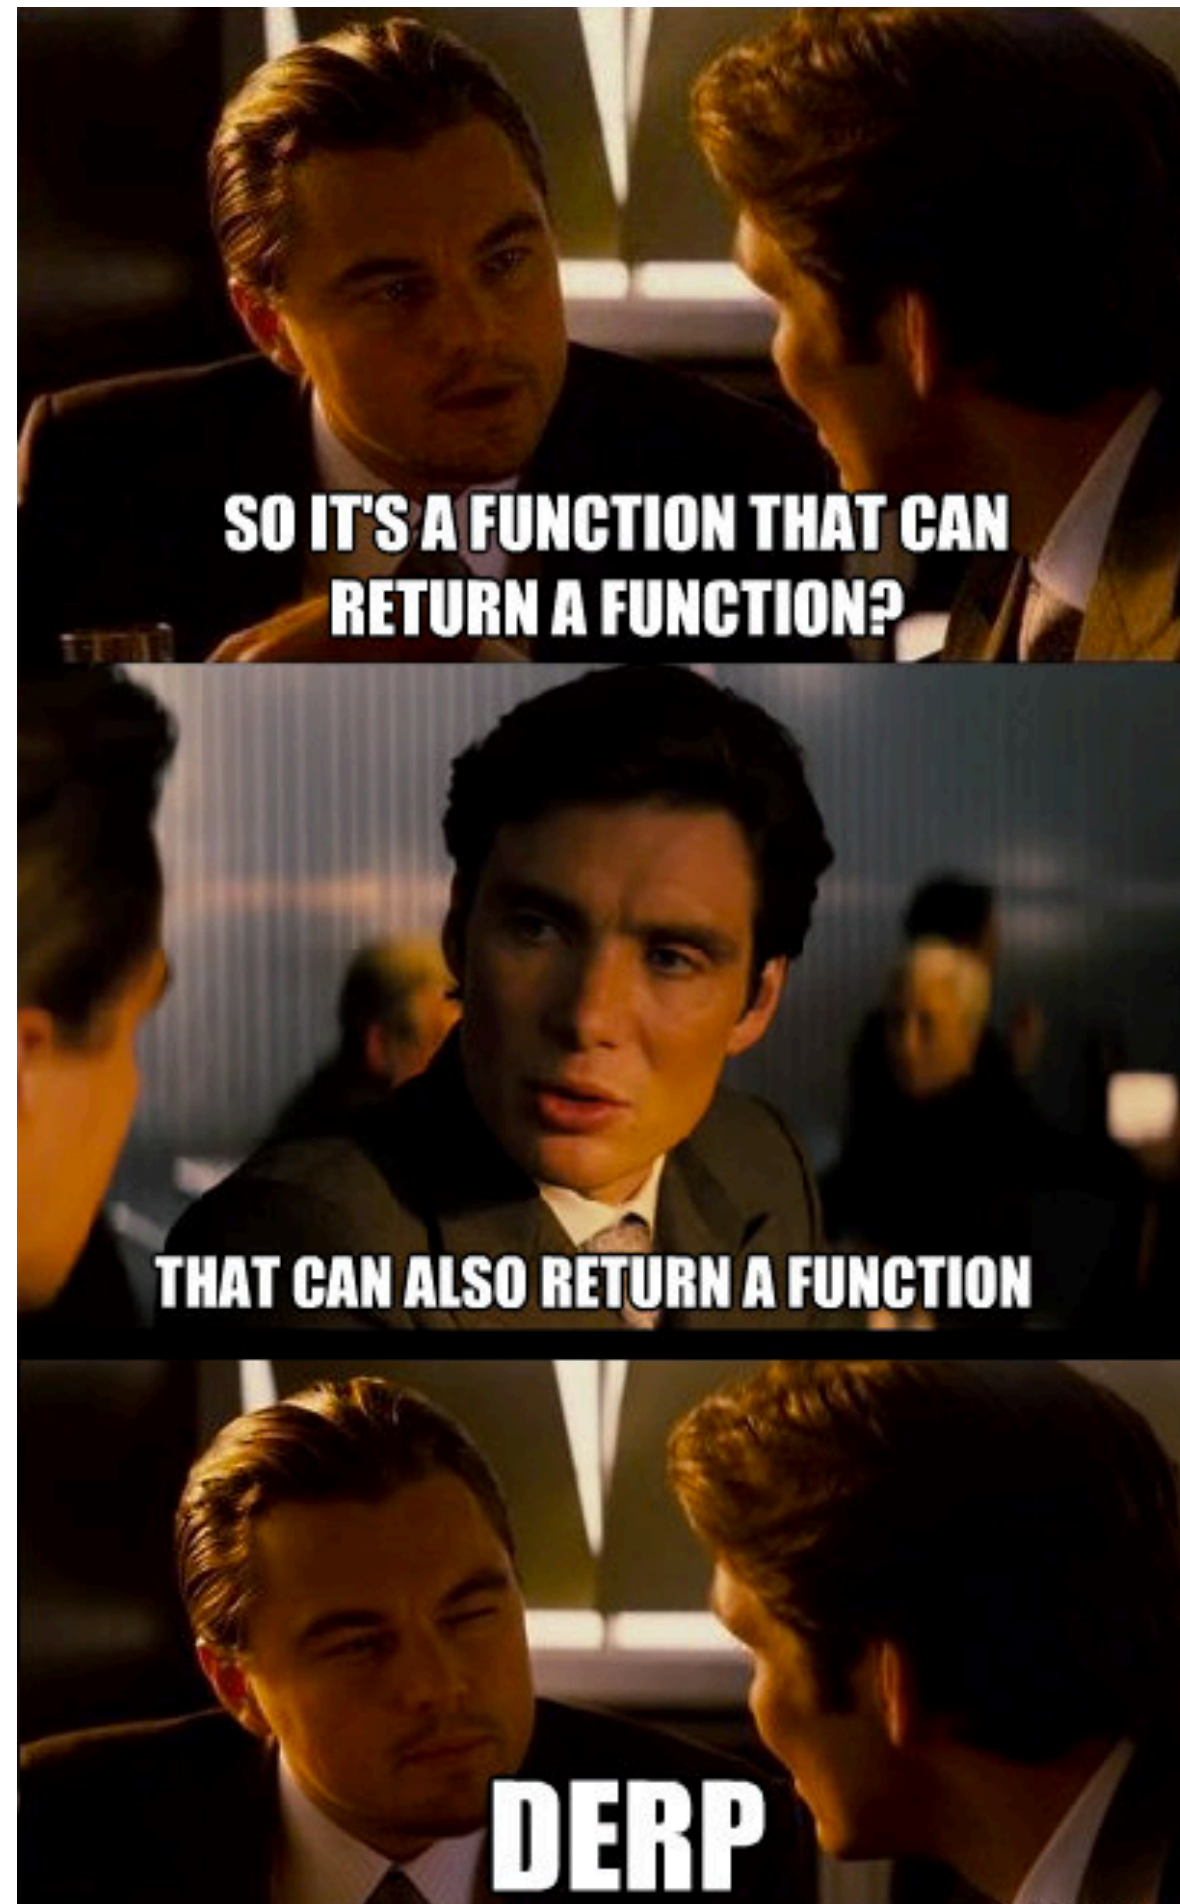 SO IT'S A FUNCTION THAT CAN
RETURN A FUNCTION?
THAT CAN ALSO RETURN A FUNCTION
DERP